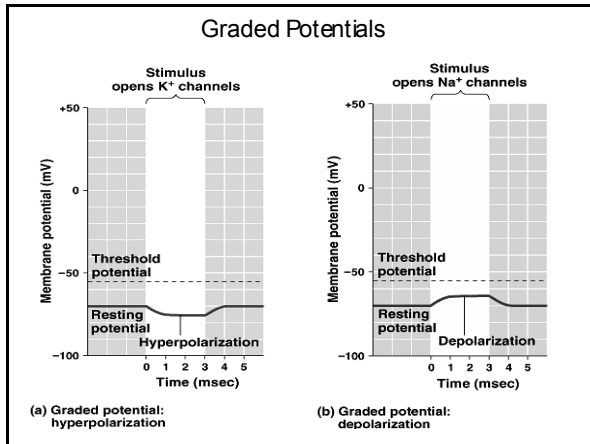 Graded Potentials
Stimulus
opens K⁺ channels
+50
0
−50
−100
Membrane potential (mV)
Threshold
potential
Resting
potential
Hyperpolarization
0 1 2 3 4 5
Time (msec)
(a) Graded potential:
hyperpolarization
Stimulus
opens Na⁺ channels
+50
0
−50
−100
Membrane potential (mV)
Threshold
potential
Resting
potential
Depolarization
0 1 2 3 4 5
Time (msec)
(b) Graded potential:
depolarization